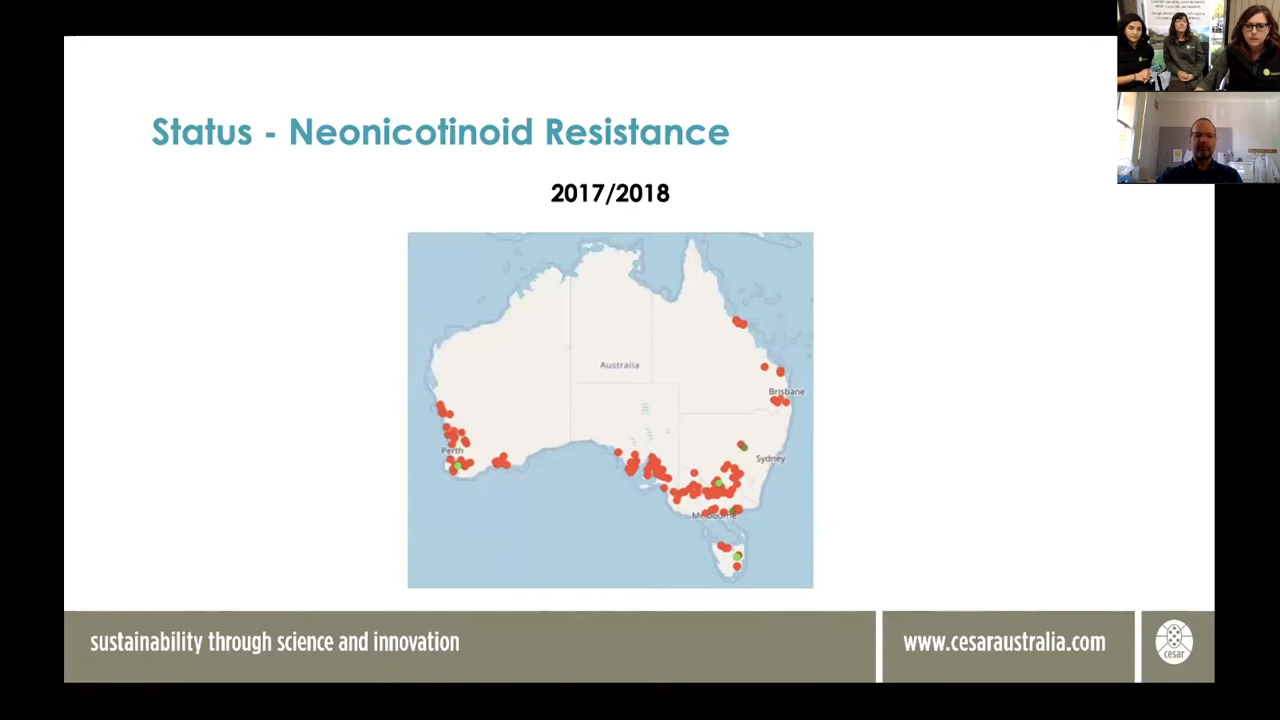 Status - Neonicotinoid Resistance
2017/2018
Australia
Brisbane
Perth
Sydney
Melbourne
sustainability through science and innovation
www.cesaraustralia.com
cesar